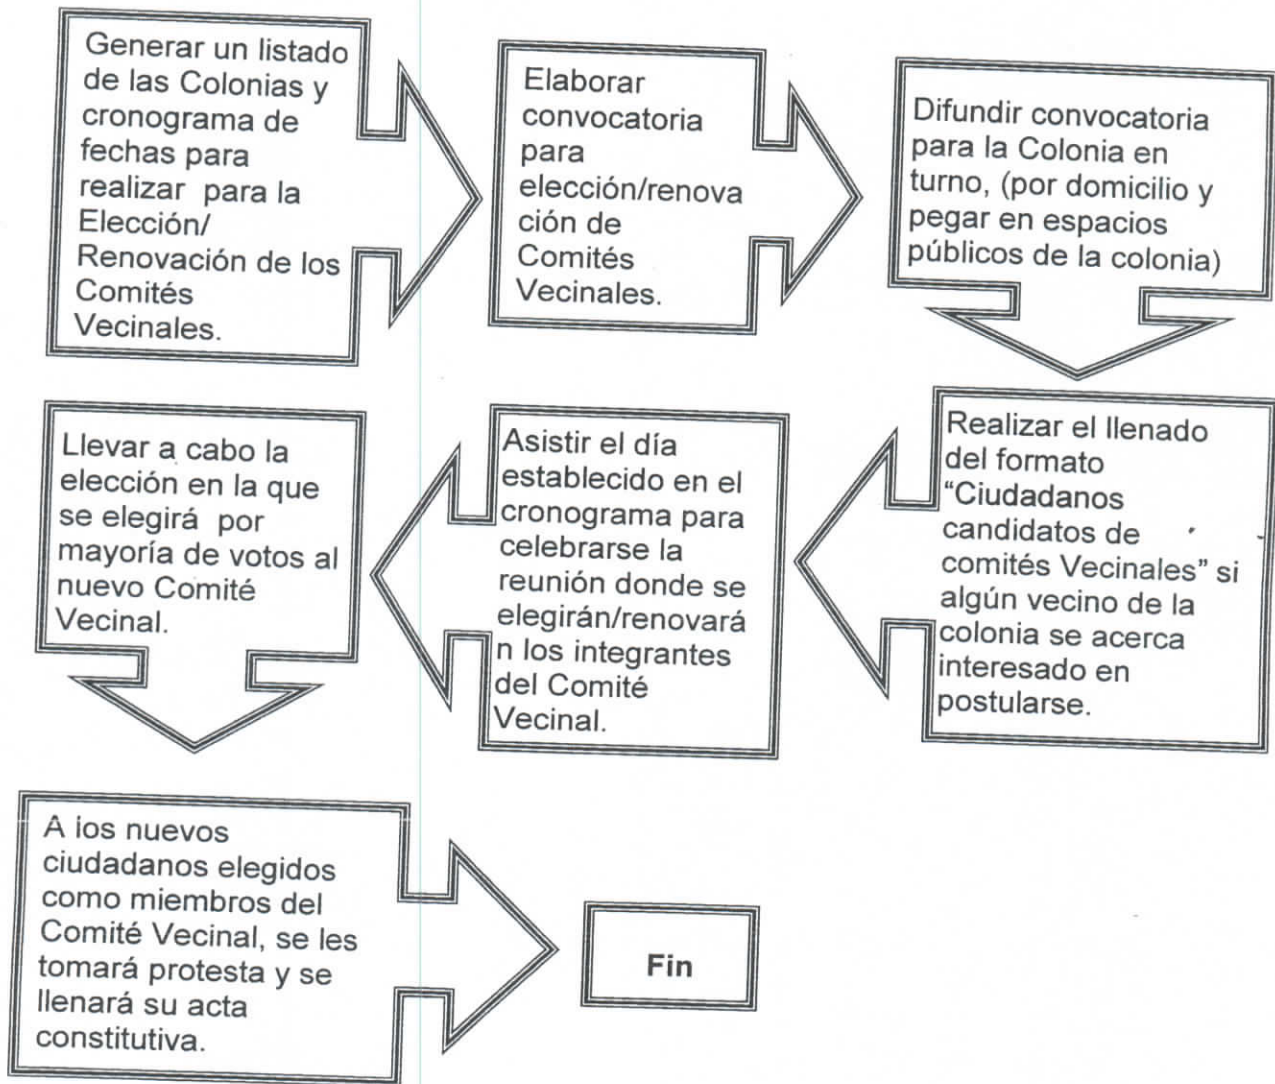 Generar un listado
de las Colonias y
cronograma de
fechas para
realizar para la
Elección/
Renovación de los
Comités
Vecinales.
Elaborar
convocatoria
para
elección/renova
ción de
Comités
Vecinales.
Difundir convocatoria
para la Colonia en
turno, (por domicilio y
pegar en espacios
públicos de la colonia)
Realizar el llenado
del formato
“Ciudadanos
candidatos de
comités Vecinales” si
algún vecino de la
colonia se acerca
interesado en
postularse.
Asistir el día
establecido en el
cronograma para
celebrarse la
reunión donde se
elegirán/renovará
n los integrantes
del Comité
Vecinal.
Llevar a cabo la
elección en la que
se elegirá por
mayoría de votos al
nuevo Comité
Vecinal.
A los nuevos
ciudadanos elegidos
como miembros del
Comité Vecinal, se les
tomará protesta y se
llenará su acta
constitutiva.
Fin